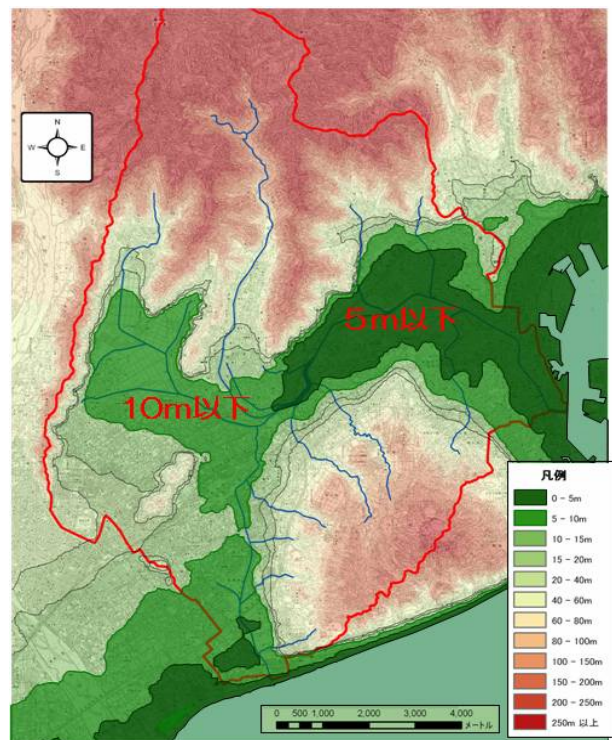 N
W E
S
5m以下
10m以下
凡例
0 - 5m
5 - 10m
10 - 15m
15 - 20m
20 - 40m
40 - 60m
60 - 80m
80 - 100m
100 - 150m
150 - 200m
200 - 250m
250m 以上
0 500 1,000 2,000 3,000 4,000
メートル